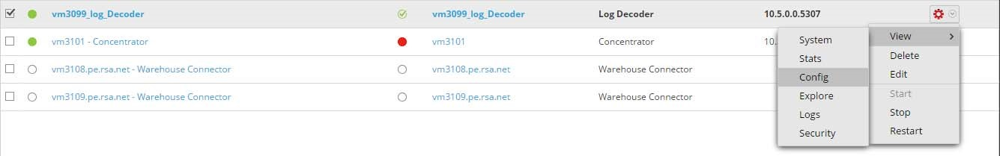 vm3099_log_Decoder vm3099_log_Decoder Log Decoder 10.5.0.0.5307
vm3101 - Concentrator vm3101 Concentrator 10.
vm3108.pe.rsa.net - Warehouse Connector vm3108.pe.rsa.net Warehouse Connector
vm3109.pe.rsa.net - Warehouse Connector vm3109.pe.rsa.net Warehouse Connector
System
Stats
Config
Explore
Logs
Security
View
Delete
Edit
Start
Stop
Restart